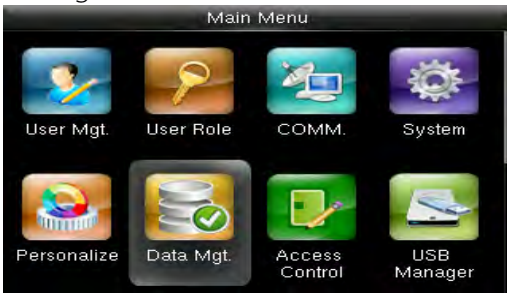 Main Menu
User Mgt. User Role COMM. System
Personalize Data Mgt. Access Control USB Manager